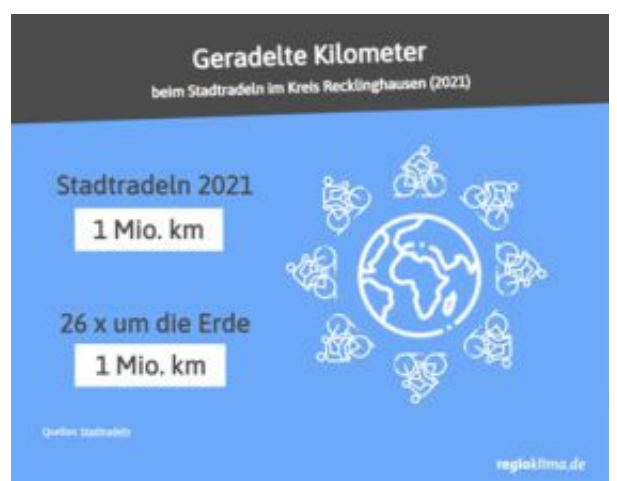 Geradelte Kilometer
beim Stadtradeln im Kreis Recklinghausen (2021)
Stadtradeln 2021
1 Mio. km
26 x um die Erde
1 Mio. km
Quellen: Stadtradeln
regioklima.de